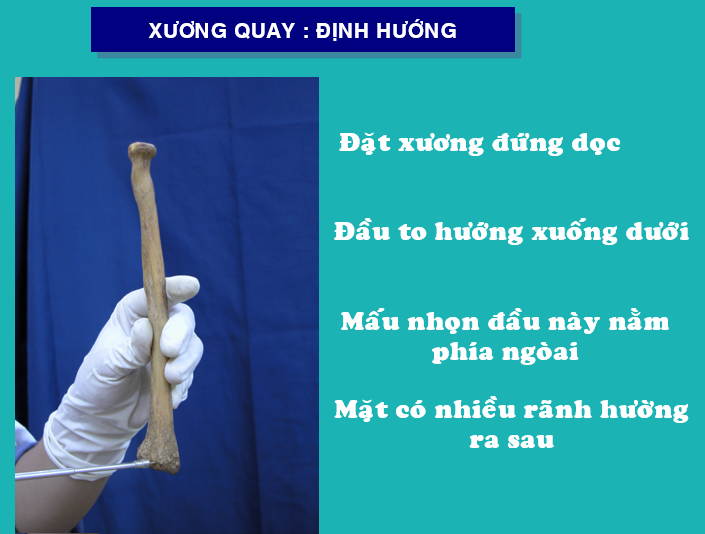 XƯƠNG QUAY : ĐỊNH HƯỚNG
Đặt xương đứng dọc
Đầu to hướng xuống dưới
Mấu nhọn đầu này nằm
phía ngòai
Mặt có nhiều rãnh hường
ra sau